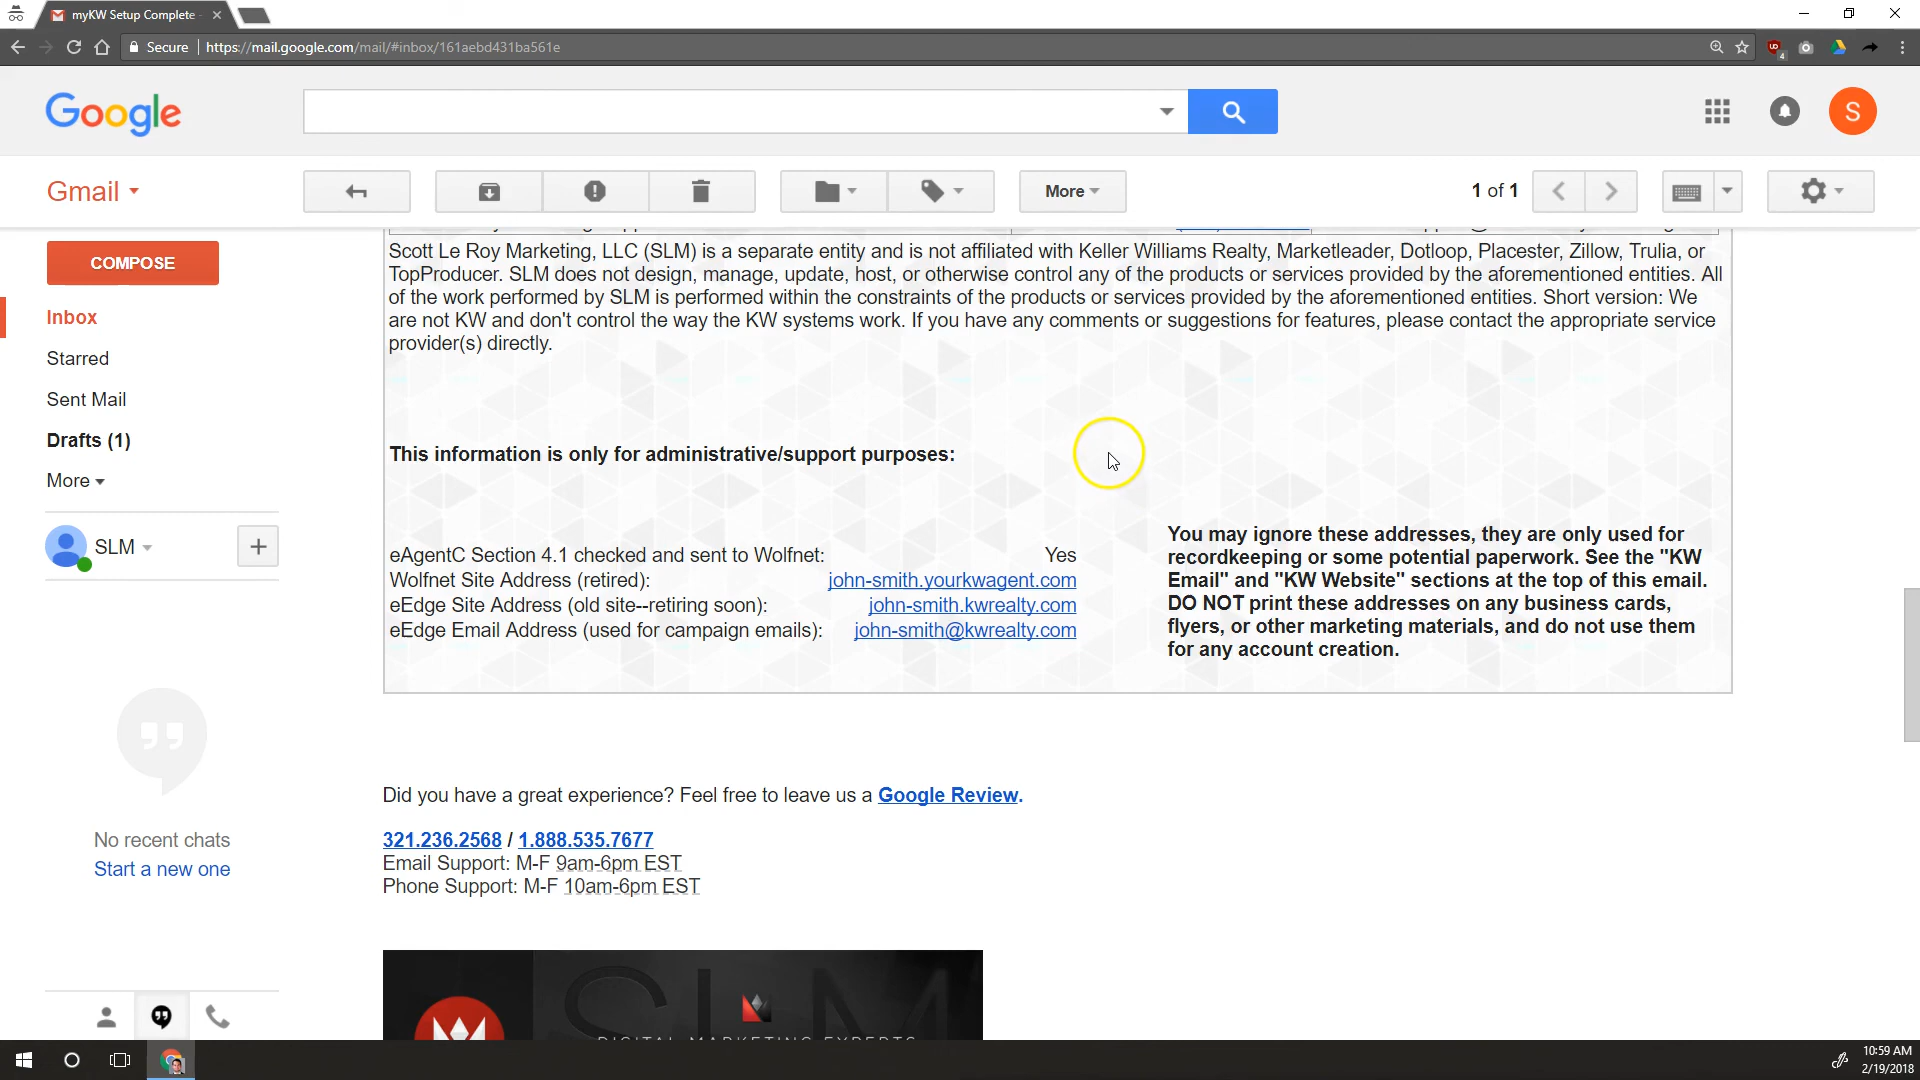 myKW Setup Complete -
Secure
https://mail.google.com/mail/#inbox/161aebd431ba561e
4
Google
S
Gmail
More
1 of 1
COMPOSE
Inbox
Starred
Sent Mail
Drafts (1)
More
SLM
No recent chats
Start a new one
Scott Le Roy Marketing, LLC (SLM) is a separate entity and is not affiliated with Keller Williams Realty, Marketleader, Dotloop, Placester, Zillow, Trulia, or
TopProducer. SLM does not design, manage, update, host, or otherwise control any of the products or services provided by the aforementioned entities. All
of the work performed by SLM is performed within the constraints of the products or services provided by the aforementioned entities. Short version: We
are not KW and don't control the way the KW systems work. If you have any comments or suggestions for features, please contact the appropriate service
provider(s) directly.
This information is only for administrative/support purposes:
eAgentC Section 4.1 checked and sent to Wolfnet: Yes
Wolfnet Site Address (retired): john-smith.yourkwagent.com
eEdge Site Address (old site--retiring soon): john-smith.kwrealty.com
eEdge Email Address (used for campaign emails): john-smith@kwrealty.com
You may ignore these addresses, they are only used for
recordkeeping or some potential paperwork. See the "KW
Email" and "KW Website" sections at the top of this email.
DO NOT print these addresses on any business cards,
flyers, or other marketing materials, and do not use them
for any account creation.
Did you have a great experience? Feel free to leave us a Google Review.
321.236.2568 / 1.888.535.7677
Email Support: M-F 9am-6pm EST
Phone Support: M-F 10am-6pm EST
SLM
DIGITAL MARKETING EXPERTS
10:59 AM
2/19/2018